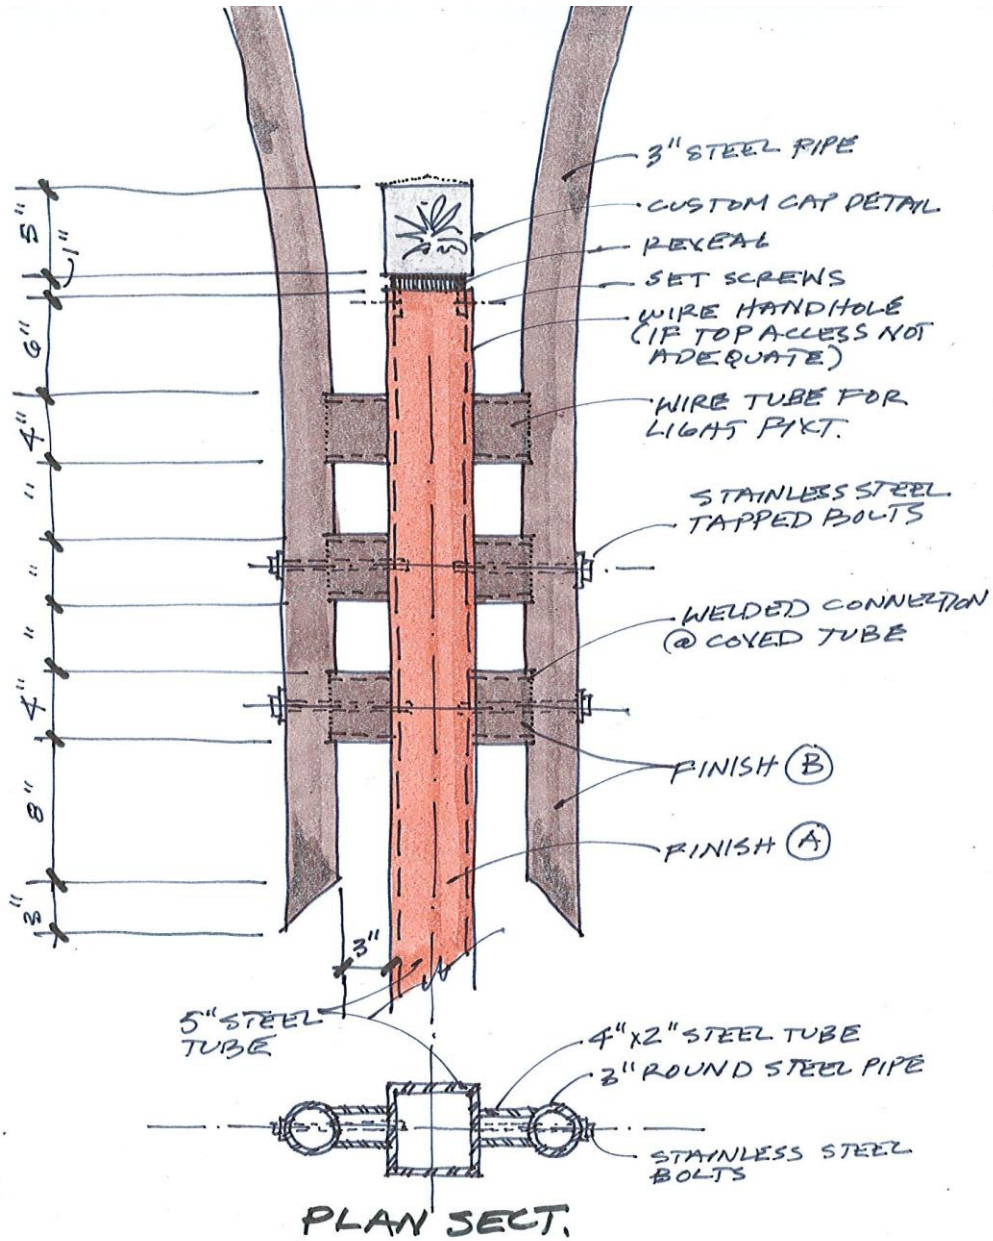 3" STEEL PIPE
CUSTOM CAP DETAIL
REVEAL
SET SCREWS
WIRE HANDHOLE
(IF TOP ACCESS NOT
ADEQUATE)
WIRE TUBE FOR
LIGHT FIXT.
STAINLESS STEEL
TAPPED BOLTS
WELDED CONNECTION
@ COVED TUBE
FINISH B
FINISH A
5"
1"
6"
4"
"
"
"
4"
8"
3"
3"
5" STEEL
TUBE
4"x2" STEEL TUBE
3" ROUND STEEL PIPE
STAINLESS STEEL
BOLTS
PLAN SECT.